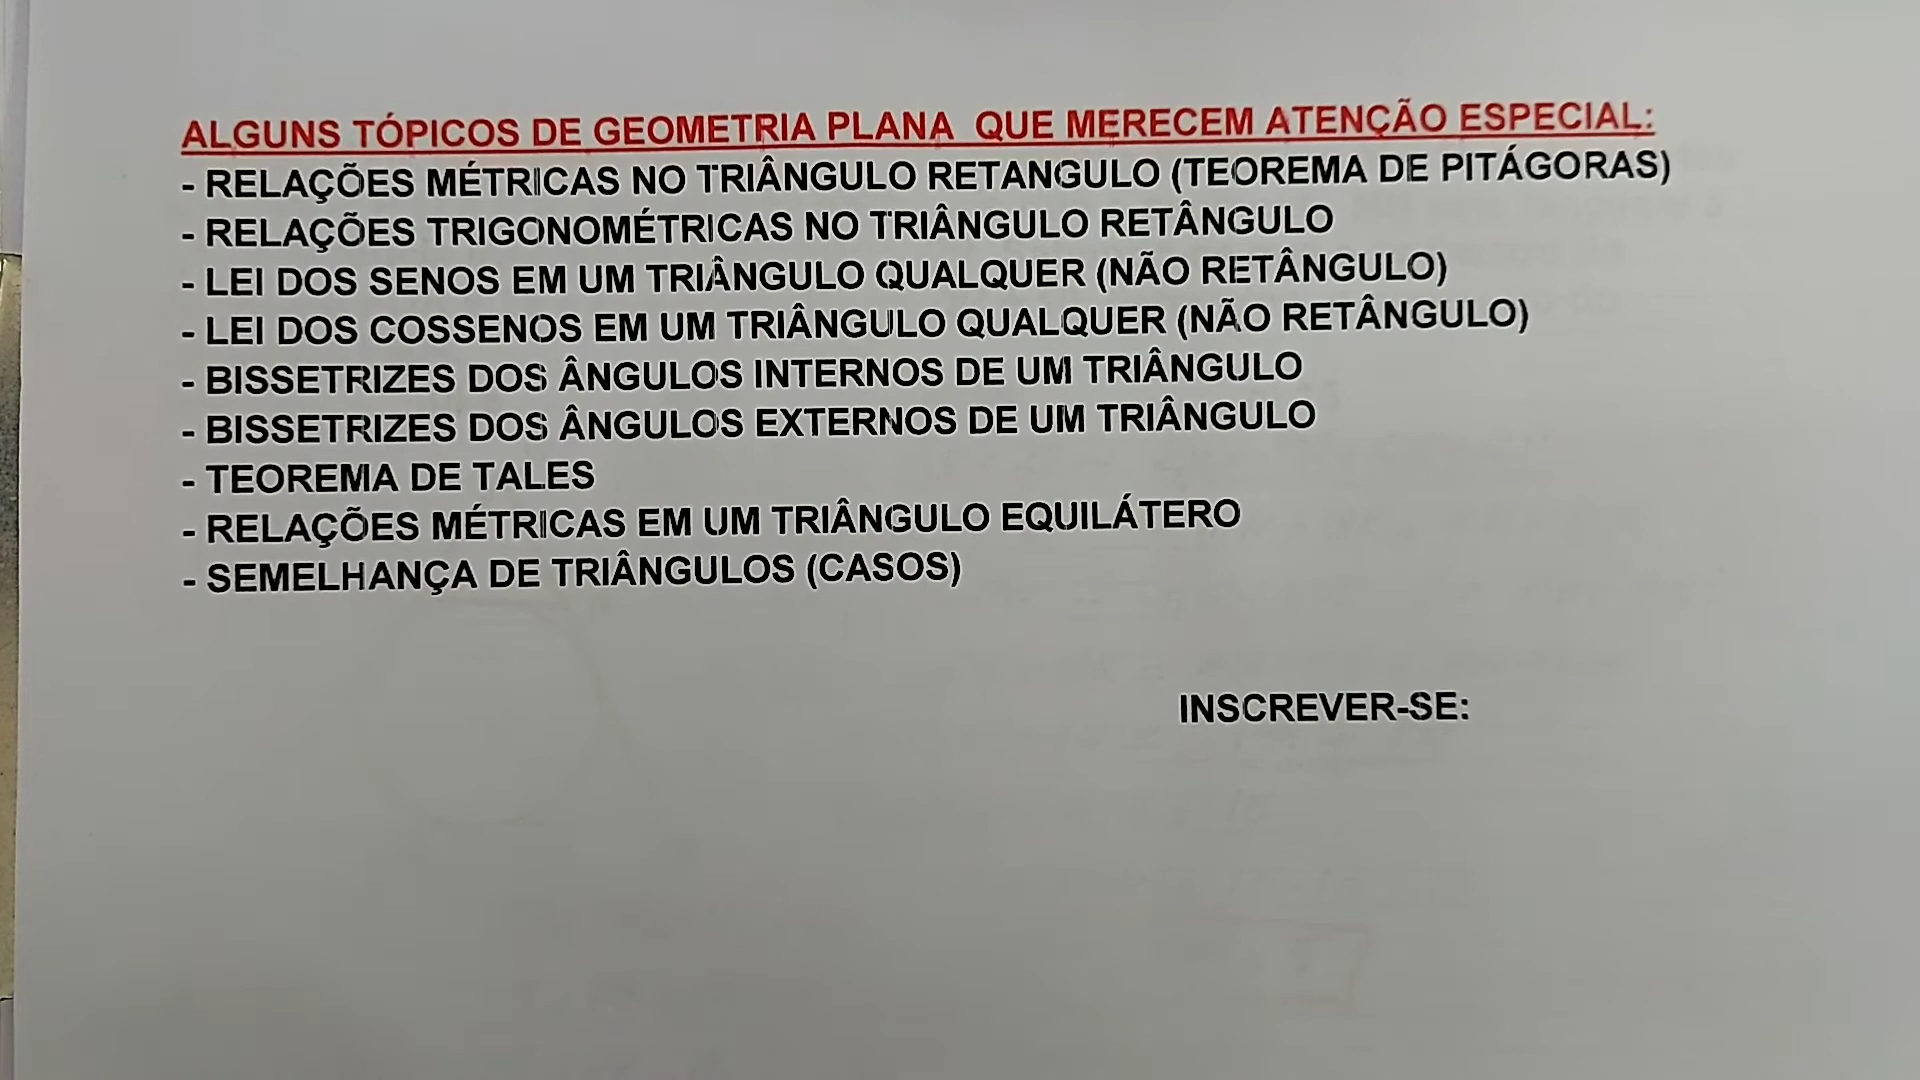 ALGUNS TÓPICOS DE GEOMETRIA PLANA QUE MERECEM ATENÇÃO ESPECIAL:
- RELAÇÕES MÉTRICAS NO TRIÂNGULO RETANGULO (TEOREMA DE PITÁGORAS)
- RELAÇÕES TRIGONOMÉTRICAS NO TRIÂNGULO RETÂNGULO
- LEI DOS SENOS EM UM TRIÂNGULO QUALQUER (NÃO RETÂNGULO)
- LEI DOS COSSENOS EM UM TRIÂNGULO QUALQUER (NÃO RETÂNGULO)
- BISSETRIZES DOS ÂNGULOS INTERNOS DE UM TRIÂNGULO
- BISSETRIZES DOS ÂNGULOS EXTERNOS DE UM TRIÂNGULO
- TEOREMA DE TALES
- RELAÇÕES MÉTRICAS EM UM TRIÂNGULO EQUILÁTERO
- SEMELHANÇA DE TRIÂNGULOS (CASOS)
INSCREVER-SE: